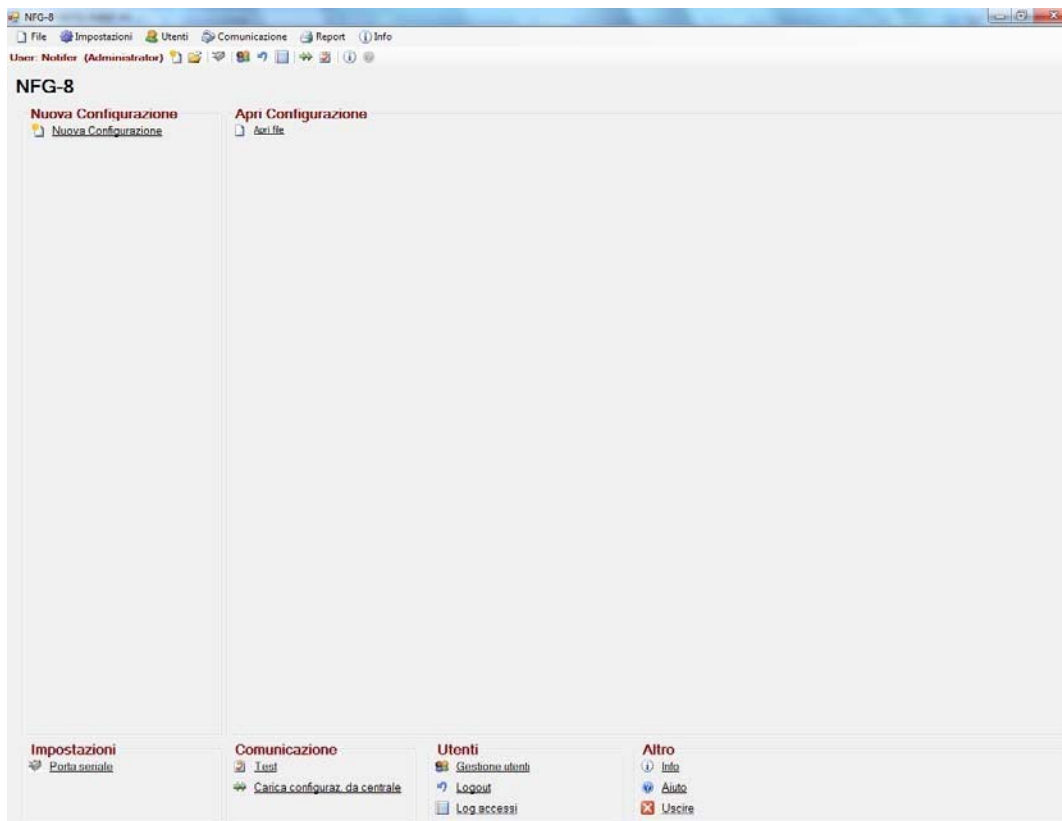 NFG-8
File Impostazioni Utenti Comunicazione Report Info
User: Notifer (Administrator)
NFG-8
Nuova Configurazione
Nuova Configurazione
Apri Configurazione
Apri file
Impostazioni
Porta seriale
Comunicazione
Test
Carica configuraz. da centrale
Utenti
Gestione utenti
Logout
Log accessi
Altro
Info
Aiuto
Uscire